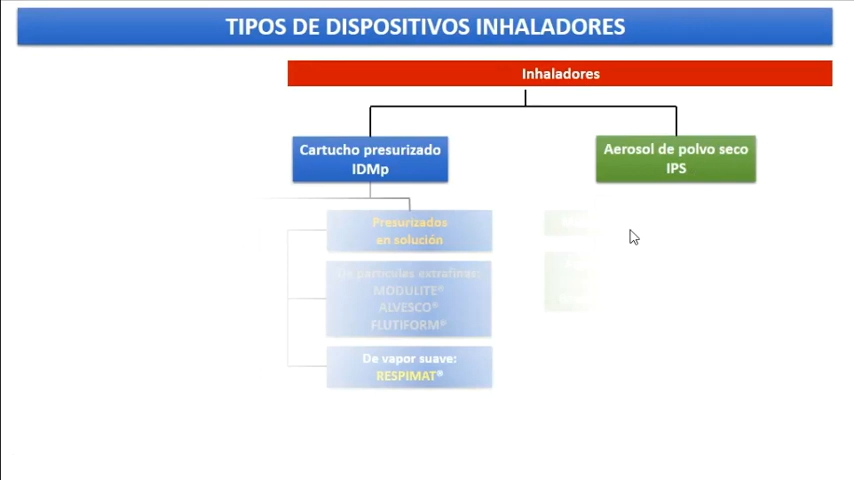 TIPOS DE DISPOSITIVOS INHALADORES
Inhaladores
Cartucho presurizado
IDMp
Aerosol de polvo seco
IPS
Presurizados
en solución
De partículas extrafinas:
MODULITE®
ALVESCO®
FLUTIFORM®
De vapor suave:
RESPIMAT®